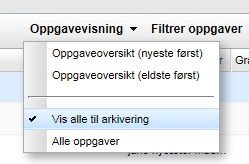 Oppgavevisning Filtrer oppgaver
Oppgaveoversikt (nyeste først)
Oppgaveoversikt (eldste først)
Vis alle til arkivering
Alle oppgaver